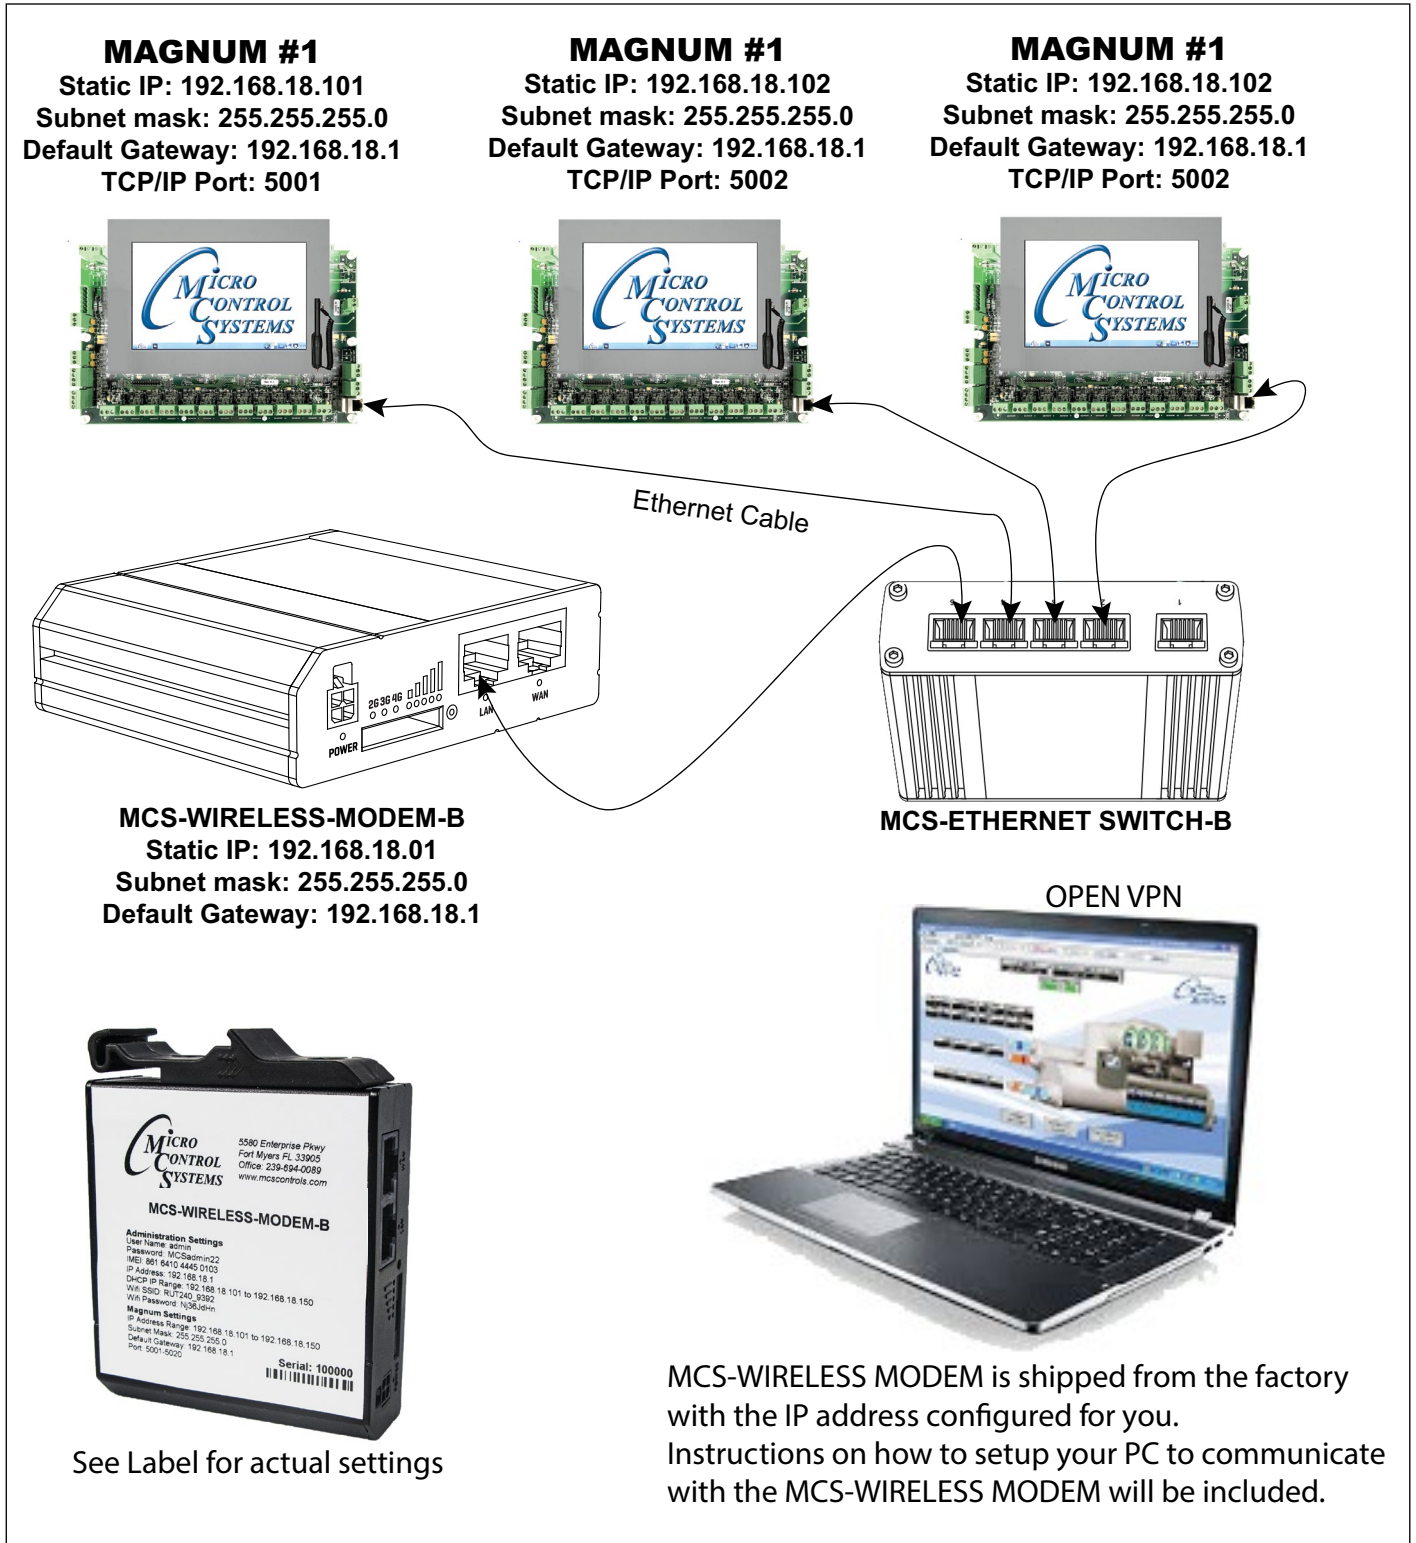 MAGNUM #1
Static IP: 192.168.18.101
Subnet mask: 255.255.255.0
Default Gateway: 192.168.18.1
TCP/IP Port: 5001
MAGNUM #1
Static IP: 192.168.18.102
Subnet mask: 255.255.255.0
Default Gateway: 192.168.18.1
TCP/IP Port: 5002
MAGNUM #1
Static IP: 192.168.18.102
Subnet mask: 255.255.255.0
Default Gateway: 192.168.18.1
TCP/IP Port: 5002
MICRO
CONTROL
SYSTEMS
MICRO
CONTROL
SYSTEMS
MICRO
CONTROL
SYSTEMS
Ethernet Cable
2G 3G 4G
POWER
LAN
WAN
1
MCS-WIRELESS-MODEM-B
Static IP: 192.168.18.01
Subnet mask: 255.255.255.0
Default Gateway: 192.168.18.1
MCS-ETHERNET SWITCH-B
OPEN VPN
MICRO
CONTROL
SYSTEMS
5580 Enterprise Pkwy
Fort Myers FL 33905
Office: 239-694-0089
www.mcscontrols.com
MCS-WIRELESS-MODEM-B
Administration Settings
User Name: admin
Password: MCSadmin22
IMEI: 861 6410 4445 0103
IP Address: 192.168.18.1
DHCP IP Range: 192.168.18.101 to 192.168.18.150
Wifi SSID: RUT240_9392
Wifi Password: Nj36JdHn
Magnum Settings
IP Address Range: 192.168 18.101 to 192.168.18.150
Subnet Mask: 255.255.255.0
Default Gateway: 192.168.18.1
Port: 5001-5020
Serial: 100000
See Label for actual settings
MCS-WIRELESS MODEM is shipped from the factory
with the IP address configured for you.
Instructions on how to setup your PC to communicate
with the MCS-WIRELESS MODEM will be included.